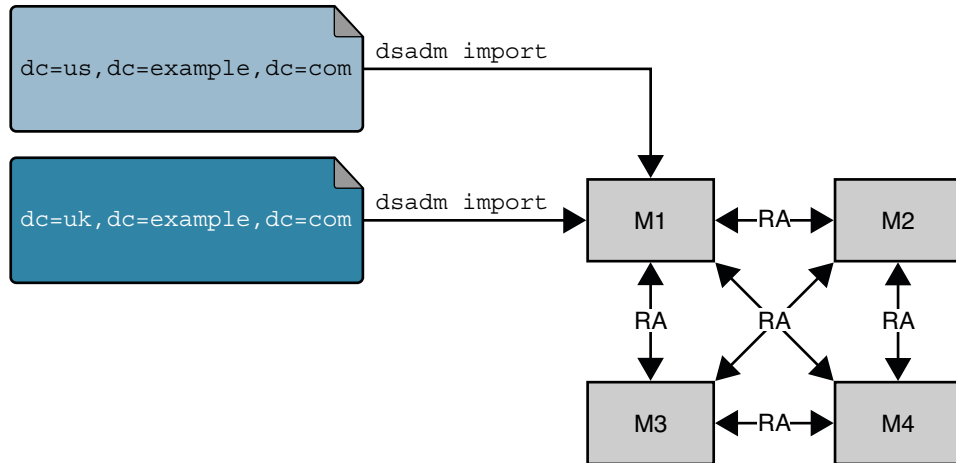 dsadm import
dc=us,dc=example,dc=com
dc=uk,dc=example,dc=com
dsadm import
M1
RA
M2
RA
RA
RA
M3
RA
M4